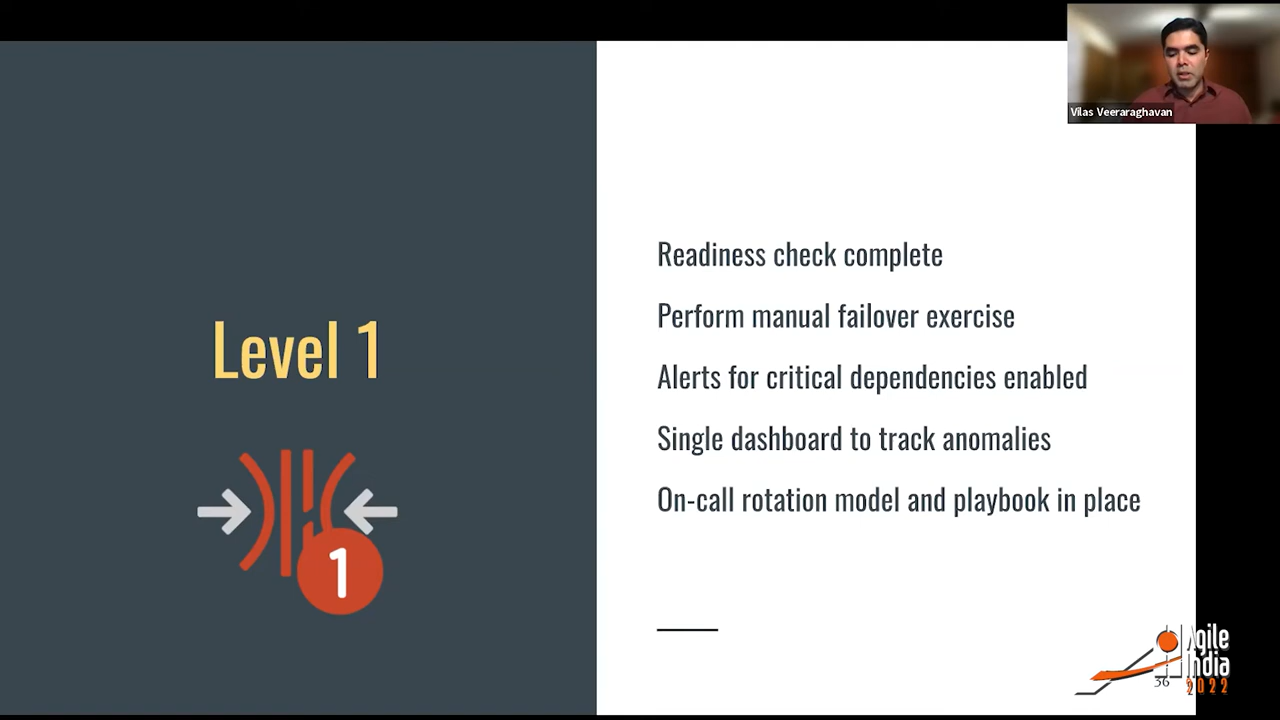 Vilas Veeraraghavan
Level 1
1
Readiness check complete
Perform manual failover exercise
Alerts for critical dependencies enabled
Single dashboard to track anomalies
On-call rotation model and playbook in place
36
Agile
India
2022